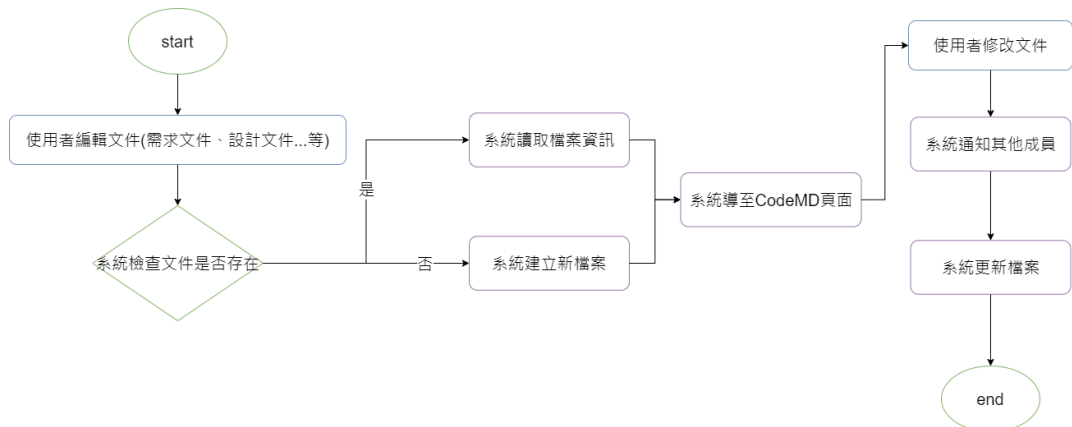 start
使用者編輯文件(需求文件、設計文件...等)
系統檢查文件是否存在
是
否
系統讀取檔案資訊
系統建立新檔案
系統導至CodeMD頁面
使用者修改文件
系統通知其他成員
系統更新檔案
end